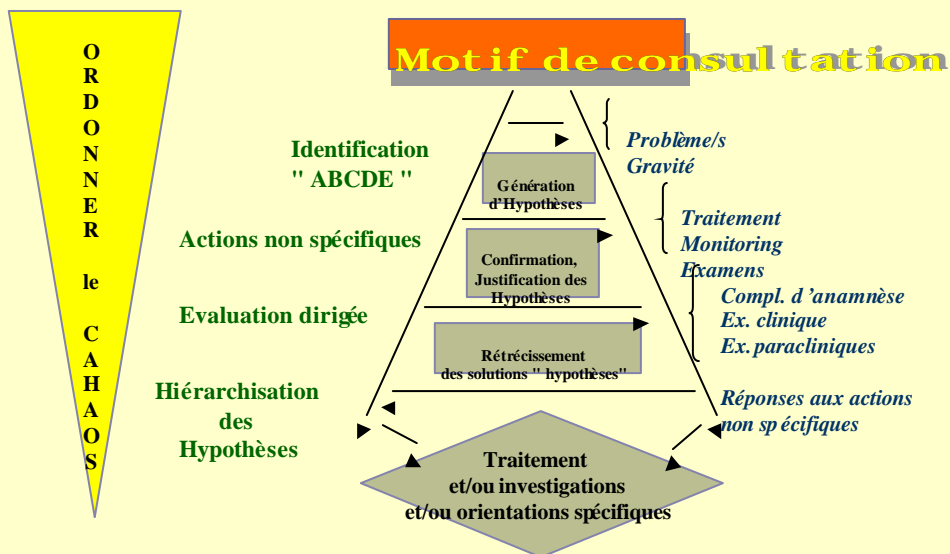 ORDONNER
le
CAHAOS
Motif de consultation
Identification
" ABCDE "
Problème/s
Gravité
Génération
d'Hypothèses
Actions non spécifiques
Traitement
Monitoring
Examens
Confirmation,
Justification des
Hypothèses
Evaluation dirigée
Compl. d 'anamnèse
Ex. clinique
Ex. paracliniques
Rétrécissement
des solutions " hypothèses"
Hiérarchisation
des
Hypothèses
Réponses aux actions
non spécifiques
Traitement
et/ou investigations
et/ou orientations spécifiques